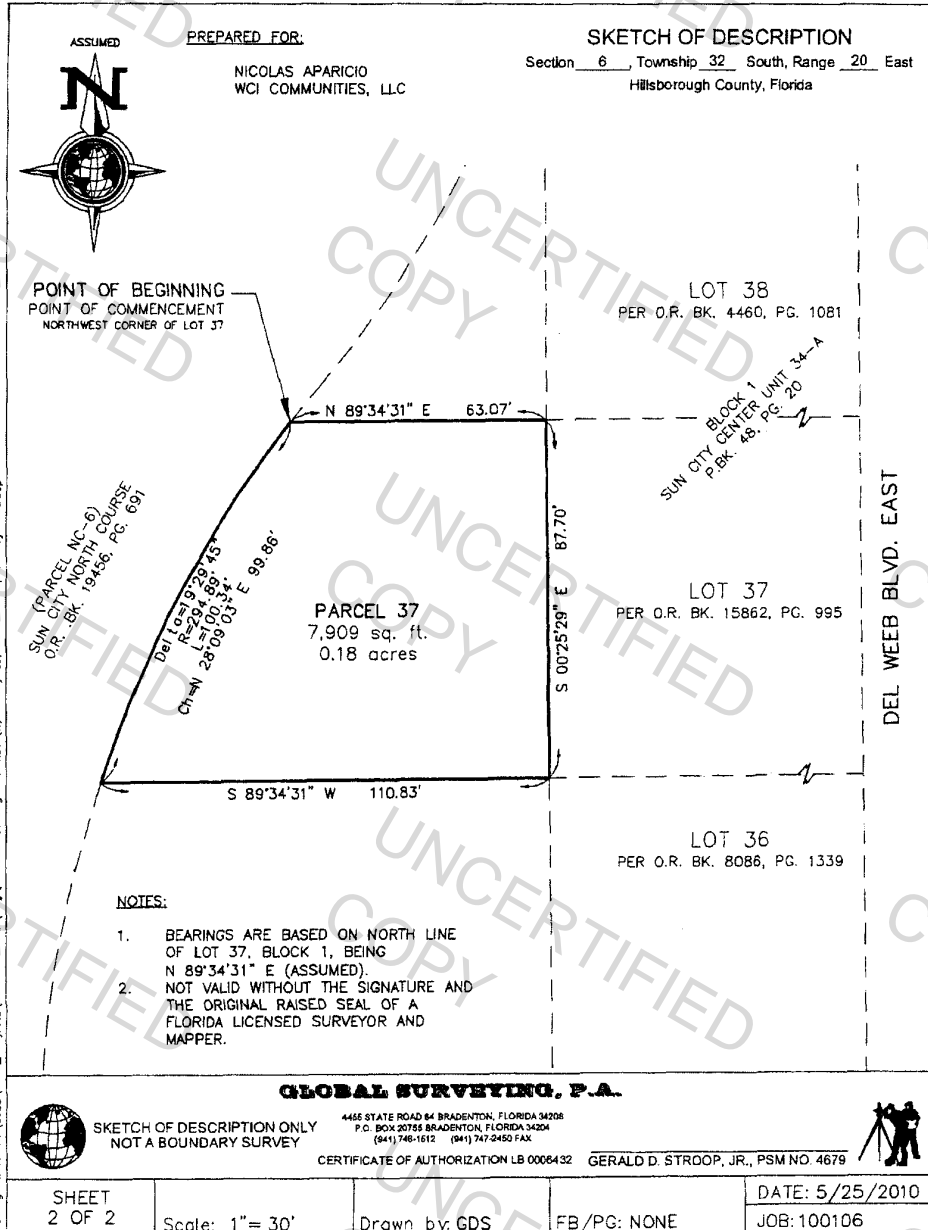 ASSUMED
N
PREPARED FOR:
NICOLAS APARICIO
WCI COMMUNITIES, LLC
SKETCH OF DESCRIPTION
Section 6 , Township 32 South, Range 20 East
Hillsborough County, Florida
POINT OF BEGINNING
POINT OF COMMENCEMENT
NORTHWEST CORNER OF LOT 37
LOT 38
PER O.R. BK. 4460, PG. 1081
BLOCK 1
SUN CITY CENTER UNIT 34-A
P.BK. 48, PG. 20
N 89°34'31" E 63.07'
(PARCEL NC-6)
SUN CITY NORTH COURSE
O.R. .BK. 19456, PG. 691
Delta=19°29'45"
R=294.89'
L=100.34'
Ch=N 28°09'03" E 99.86'
PARCEL 37
7,909 sq. ft.
0.18 acres
S 00°25'29" E 87.70'
LOT 37
PER O.R. BK. 15862, PG. 995
DEL WEBB BLVD. EAST
S 89°34'31" W 110.83'
LOT 36
PER O.R. BK. 8086, PG. 1339
NOTES:
1. BEARINGS ARE BASED ON NORTH LINE
OF LOT 37, BLOCK 1, BEING
N 89°34'31" E (ASSUMED).
2. NOT VALID WITHOUT THE SIGNATURE AND
THE ORIGINAL RAISED SEAL OF A
FLORIDA LICENSED SURVEYOR AND
MAPPER.
UNCERTIFIED
COPY
UNCERTIFIED
COPY
UNCERTIFIED
COPY
GLOBAL SURVEYING, P.A.
SKETCH OF DESCRIPTION ONLY
NOT A BOUNDARY SURVEY
4456 STATE ROAD 64 BRADENTON, FLORIDA 34208
P.O. BOX 20755 BRADENTON, FLORIDA 34204
(941) 748-1612 (941) 747-2450 FAX
CERTIFICATE OF AUTHORIZATION LB 0006432
GERALD D. STROOP, JR., PSM NO. 4679
SHEET
2 OF 2
Scale: 1"= 30'
Drawn by: GDS
FB/PG: NONE
DATE: 5/25/2010
JOB: 100106